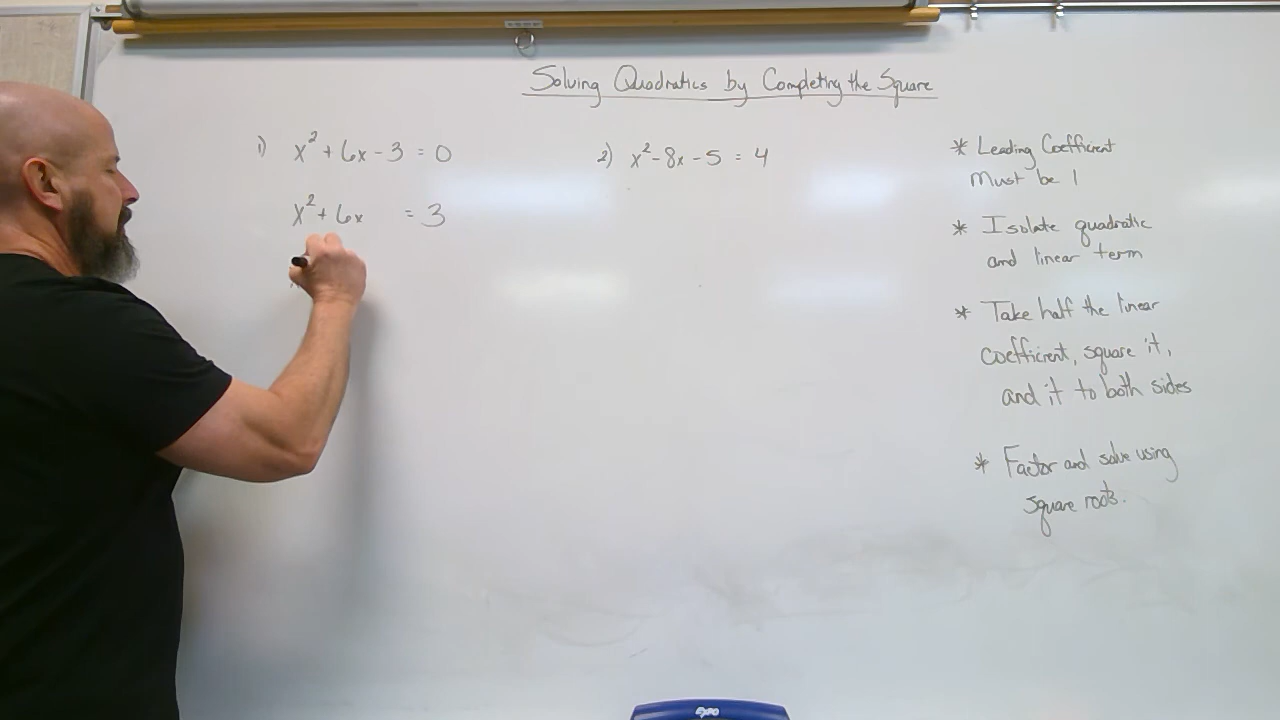 Solving Quadratics by Completing the Square
1) x² + 6x - 3 = 0
x² + 6x = 3
2) x² - 8x - 5 = 4
* Leading Coefficient
Must be 1
* Isolate quadratic
and linear term
* Take half the linear
coefficient, square it,
and it to both sides
* Factor and solve using
square roots.
EXPO